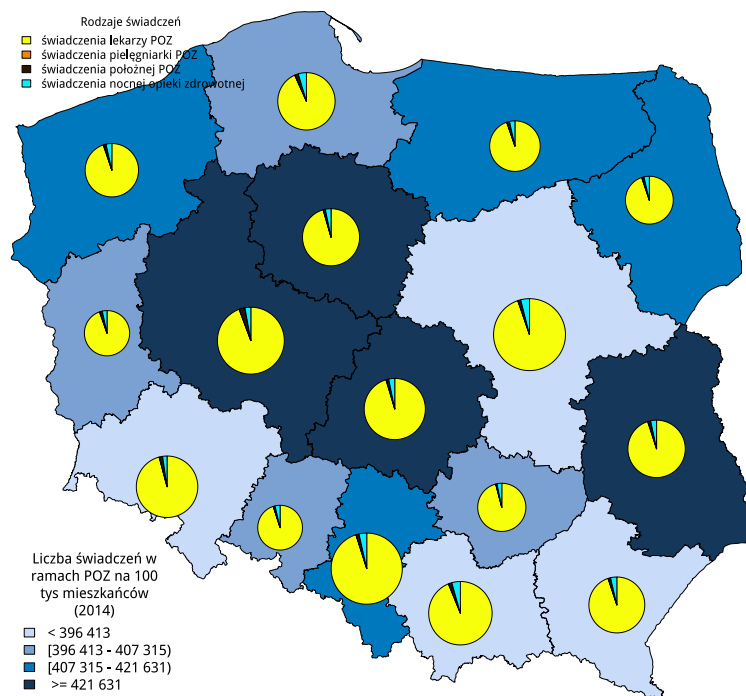 Rodzaje świadczeń
świadczenia lekarzy POZ
świadczenia pielęgniarki POZ
świadczenia położnej POZ
świadczenia nocnej opieki zdrowotnej
Liczba świadczeń w
ramach POZ na 100
tys mieszkańców
(2014)
< 396 413
[396 413 - 407 315)
[407 315 - 421 631)
>= 421 631